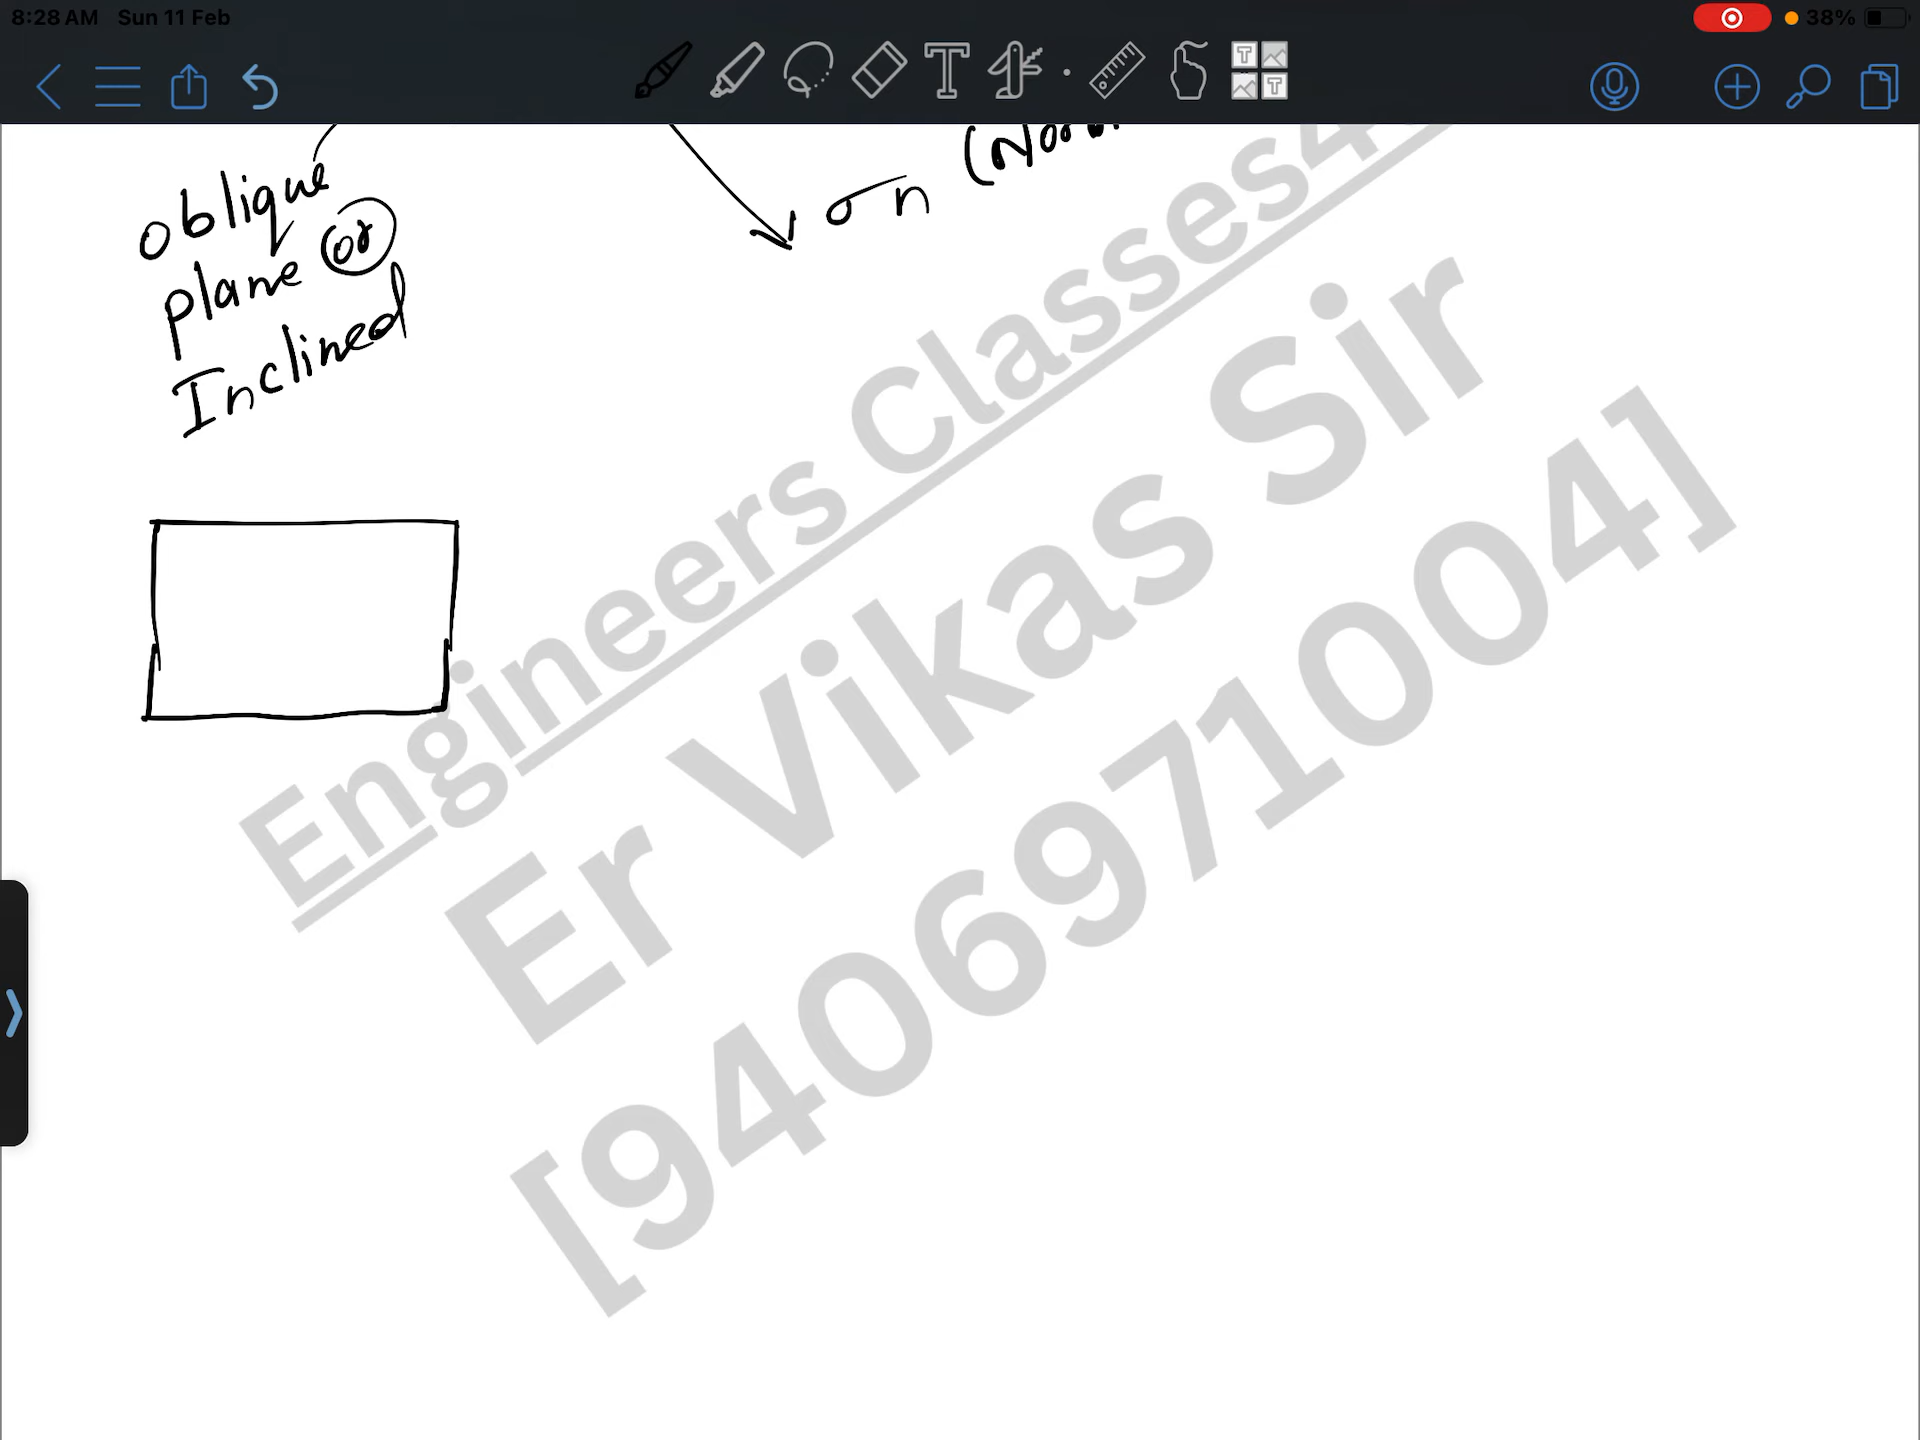 8:28 AM Sun 11 Feb
38%
oblique
plane or
Inclined
σn
Engineers Classes4
Er Vikas Sir
[9406971004]